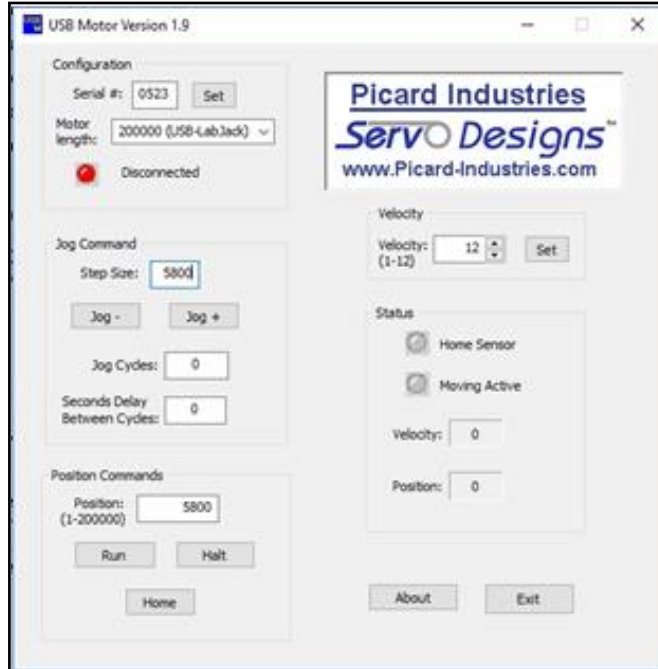 USB Motor Version 1.9
Configuration
Serial #: 0523 Set
Motor length: 200000 (USB-LabJack)
Disconnected
Picard Industries
Servo Designs™
www.Picard-Industries.com
Velocity
Velocity: (1-12) 12 Set
Jog Command
Step Size: 5800
Jog - Jog +
Jog Cycles: 0
Seconds Delay
Between Cycles: 0
Status
Home Sensor
Moving Active
Velocity: 0
Position: 0
Position Commands
Position: (1-200000) 5800
Run Halt
Home
About Exit